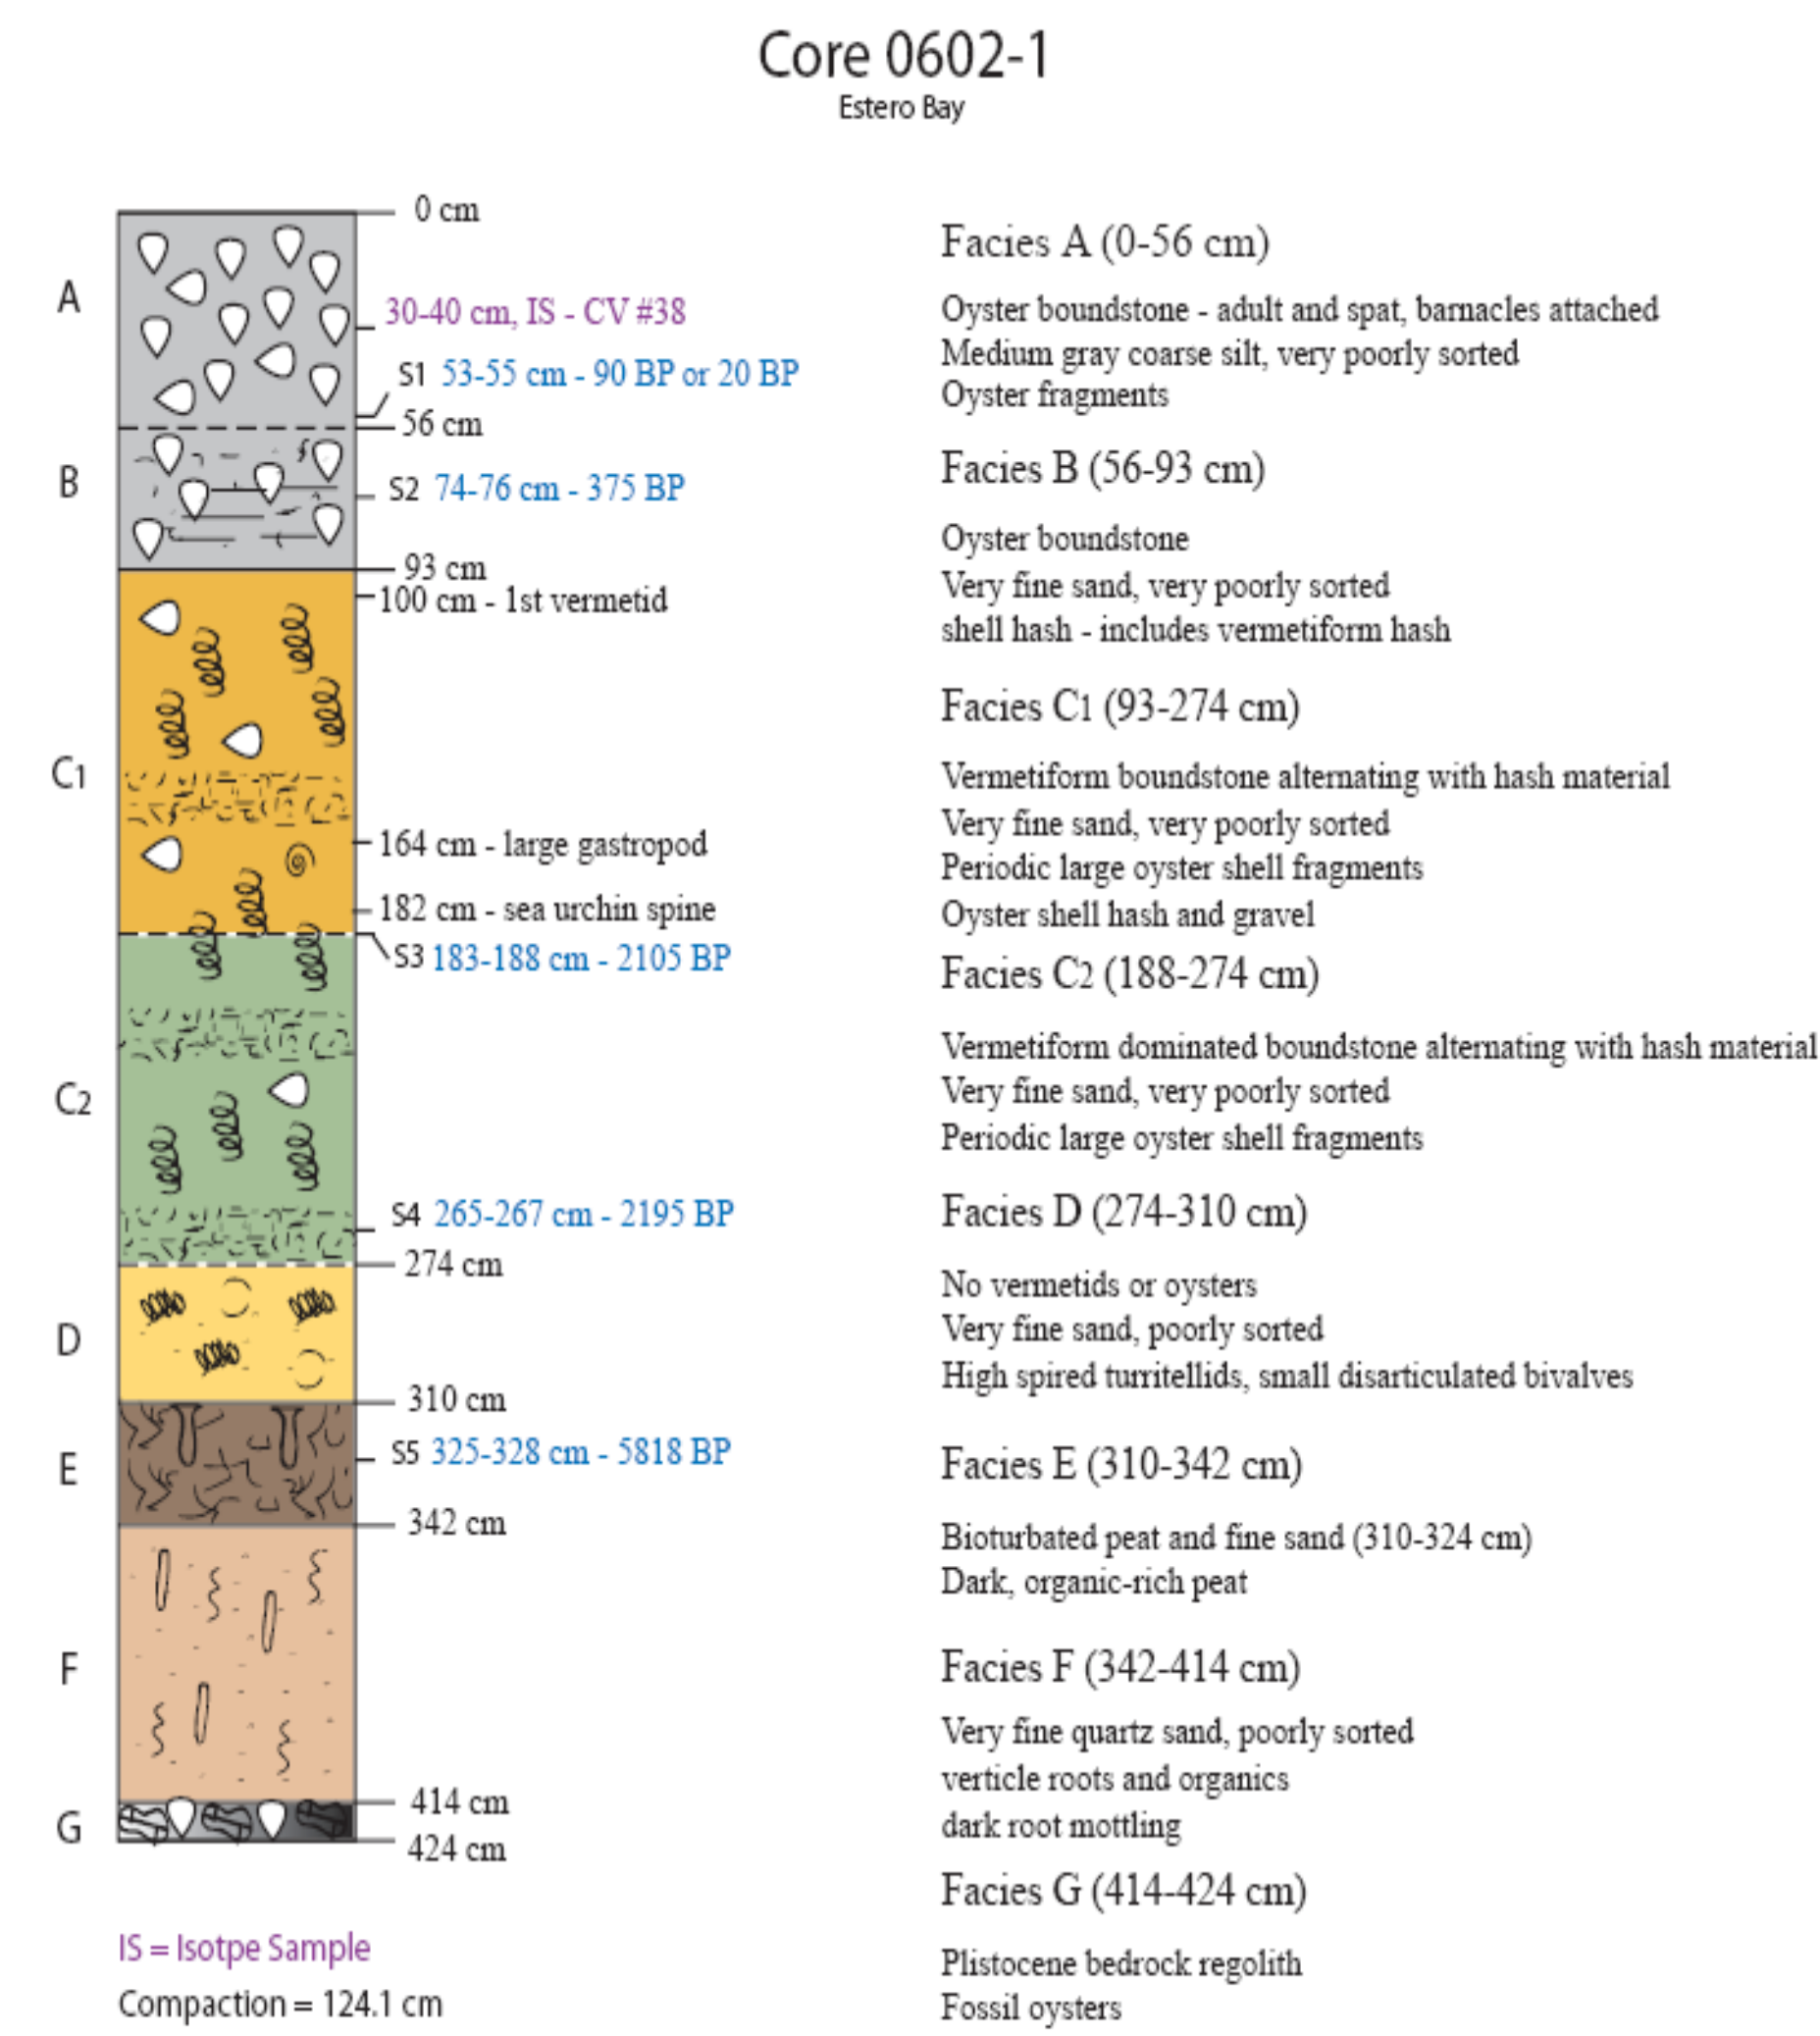 Core 0602-1
Estero Bay
0 cm
A
30-40 cm, IS - CV #38
S1 53-55 cm - 90 BP or 20 BP
56 cm
B
S2 74-76 cm - 375 BP
93 cm
100 cm - 1st vermetid
C1
164 cm - large gastropod
182 cm - sea urchin spine
S3 183-188 cm - 2105 BP
C2
S4 265-267 cm - 2195 BP
274 cm
D
310 cm
S5 325-328 cm - 5818 BP
E
342 cm
F
414 cm
G
424 cm
IS = Isotpe Sample
Compaction = 124.1 cm
Facies A (0-56 cm)
Oyster boundstone - adult and spat, barnacles attached
Medium gray coarse silt, very poorly sorted
Oyster fragments
Facies B (56-93 cm)
Oyster boundstone
Very fine sand, very poorly sorted
shell hash - includes vermetiform hash
Facies C1 (93-274 cm)
Vermetiform boundstone alternating with hash material
Very fine sand, very poorly sorted
Periodic large oyster shell fragments
Oyster shell hash and gravel
Facies C2 (188-274 cm)
Vermetiform dominated boundstone alternating with hash material
Very fine sand, very poorly sorted
Periodic large oyster shell fragments
Facies D (274-310 cm)
No vermetids or oysters
Very fine sand, poorly sorted
High spired turritellids, small disarticulated bivalves
Facies E (310-342 cm)
Bioturbated peat and fine sand (310-324 cm)
Dark, organic-rich peat
Facies F (342-414 cm)
Very fine quartz sand, poorly sorted
verticle roots and organics
dark root mottling
Facies G (414-424 cm)
Plistocene bedrock regolith
Fossil oysters